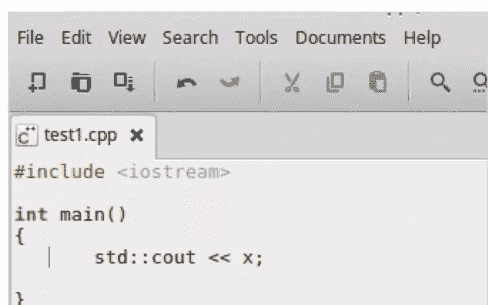 File Edit View Search Tools Documents Help
test1.cpp
#include <iostream>
int main()
{
std::cout << x;
}